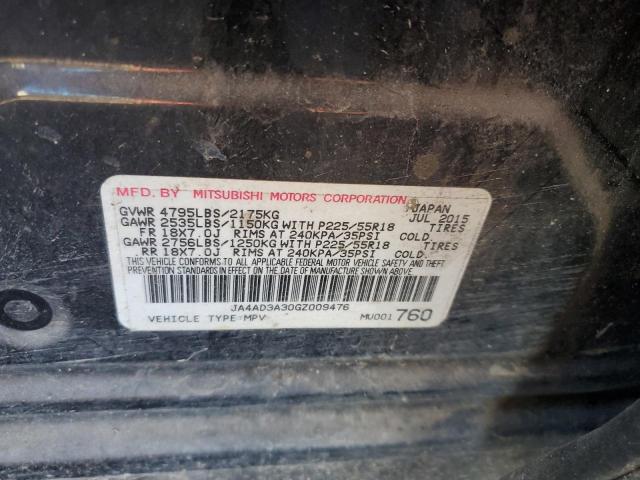 MFD. BY MITSUBISHI MOTORS CORPORATION JAPAN
GVWR 4795LBS/2175KG JUL 2015
GAWR 2535LBS/1150KG WITH P225/55R18 TIRES
FR 18X7.0J RIMS AT 240KPA/35PSI COLD.
GAWR 2756LBS/1250KG WITH P225/55R18 TIRES
RR 18X7.0J RIMS AT 240KPA/35PSI COLD.
THIS VEHICLE CONFORMS TO ALL APPLICABLE FEDERAL MOTOR VEHICLE SAFETY AND THEFT
PREVENTION STANDARDS IN EFFECT ON THE DATE OF MANUFACTURE SHOWN ABOVE.
JA4AD3A30GZ009476
VEHICLE TYPE:MPV MU001760